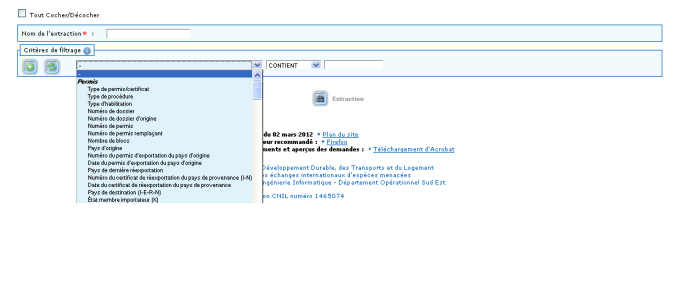 Tout Cocher/Décocher
Nom de l'extraction * :
Critères de filtrage
- CONTIENT
-
Permis
Type de permis/certificat
Type de procédure
Type d'habilitation
Numéro de dossier
Numéro de dossier d'origine
Numéro de permis
Numéro de permis remplaçant
Nombre de blocs
Pays d'origine
Numéro du permis d'exportation du pays d'origine
Date du permis d'exportation du pays d'origine
Pays de dernière réexportation
Numéro du certificat de réexportation du pays de provenance (I-N)
Date du certificat de réexportation du pays de provenance
Pays de destination (I-E-R-N)
État membre importateur (K)
Extraction
du 02 mars 2012 • Plan du site
eur recommandé : • Firefox
ments et aperçus des demandes : • Téléchargement d'Acrobat
Développement Durable, des Transports et du Logement
es échanges internationaux d'espèces menacées
ngénierie Informatique - Département Opérationnel Sud Est
on CNIL numéro 1465074